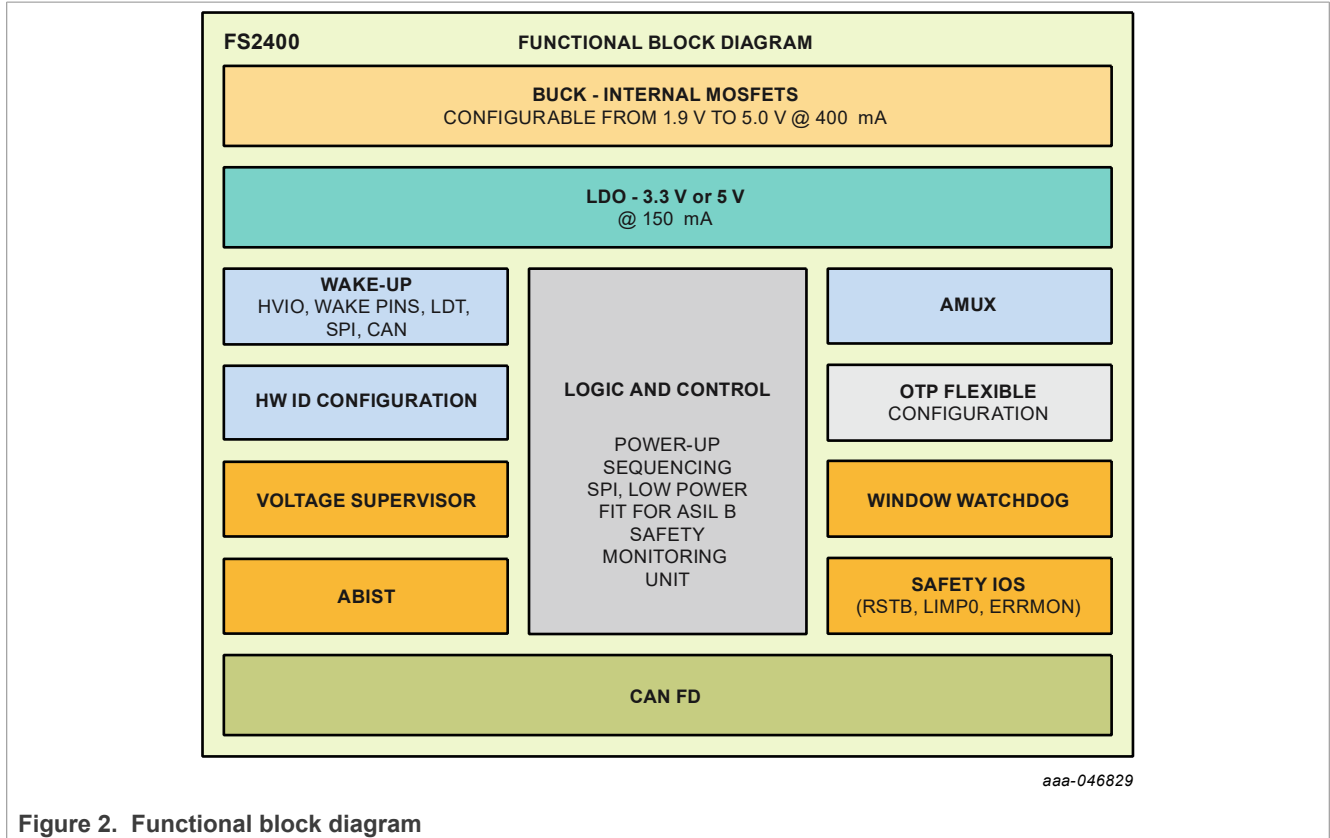 FS2400
FUNCTIONAL BLOCK DIAGRAM
BUCK - INTERNAL MOSFETS
CONFIGURABLE FROM 1.9 V TO 5.0 V @ 400 mA
LDO - 3.3 V or 5 V
@ 150 mA
WAKE-UP
HVIO, WAKE PINS, LDT,
SPI, CAN
HW ID CONFIGURATION
VOLTAGE SUPERVISOR
ABIST
LOGIC AND CONTROL
POWER-UP
SEQUENCING
SPI, LOW POWER
FIT FOR ASIL B
SAFETY
MONITORING
UNIT
AMUX
OTP FLEXIBLE
CONFIGURATION
WINDOW WATCHDOG
SAFETY IOS
(RSTB, LIMP0, ERRMON)
CAN FD
aaa-046829
Figure 2. Functional block diagram